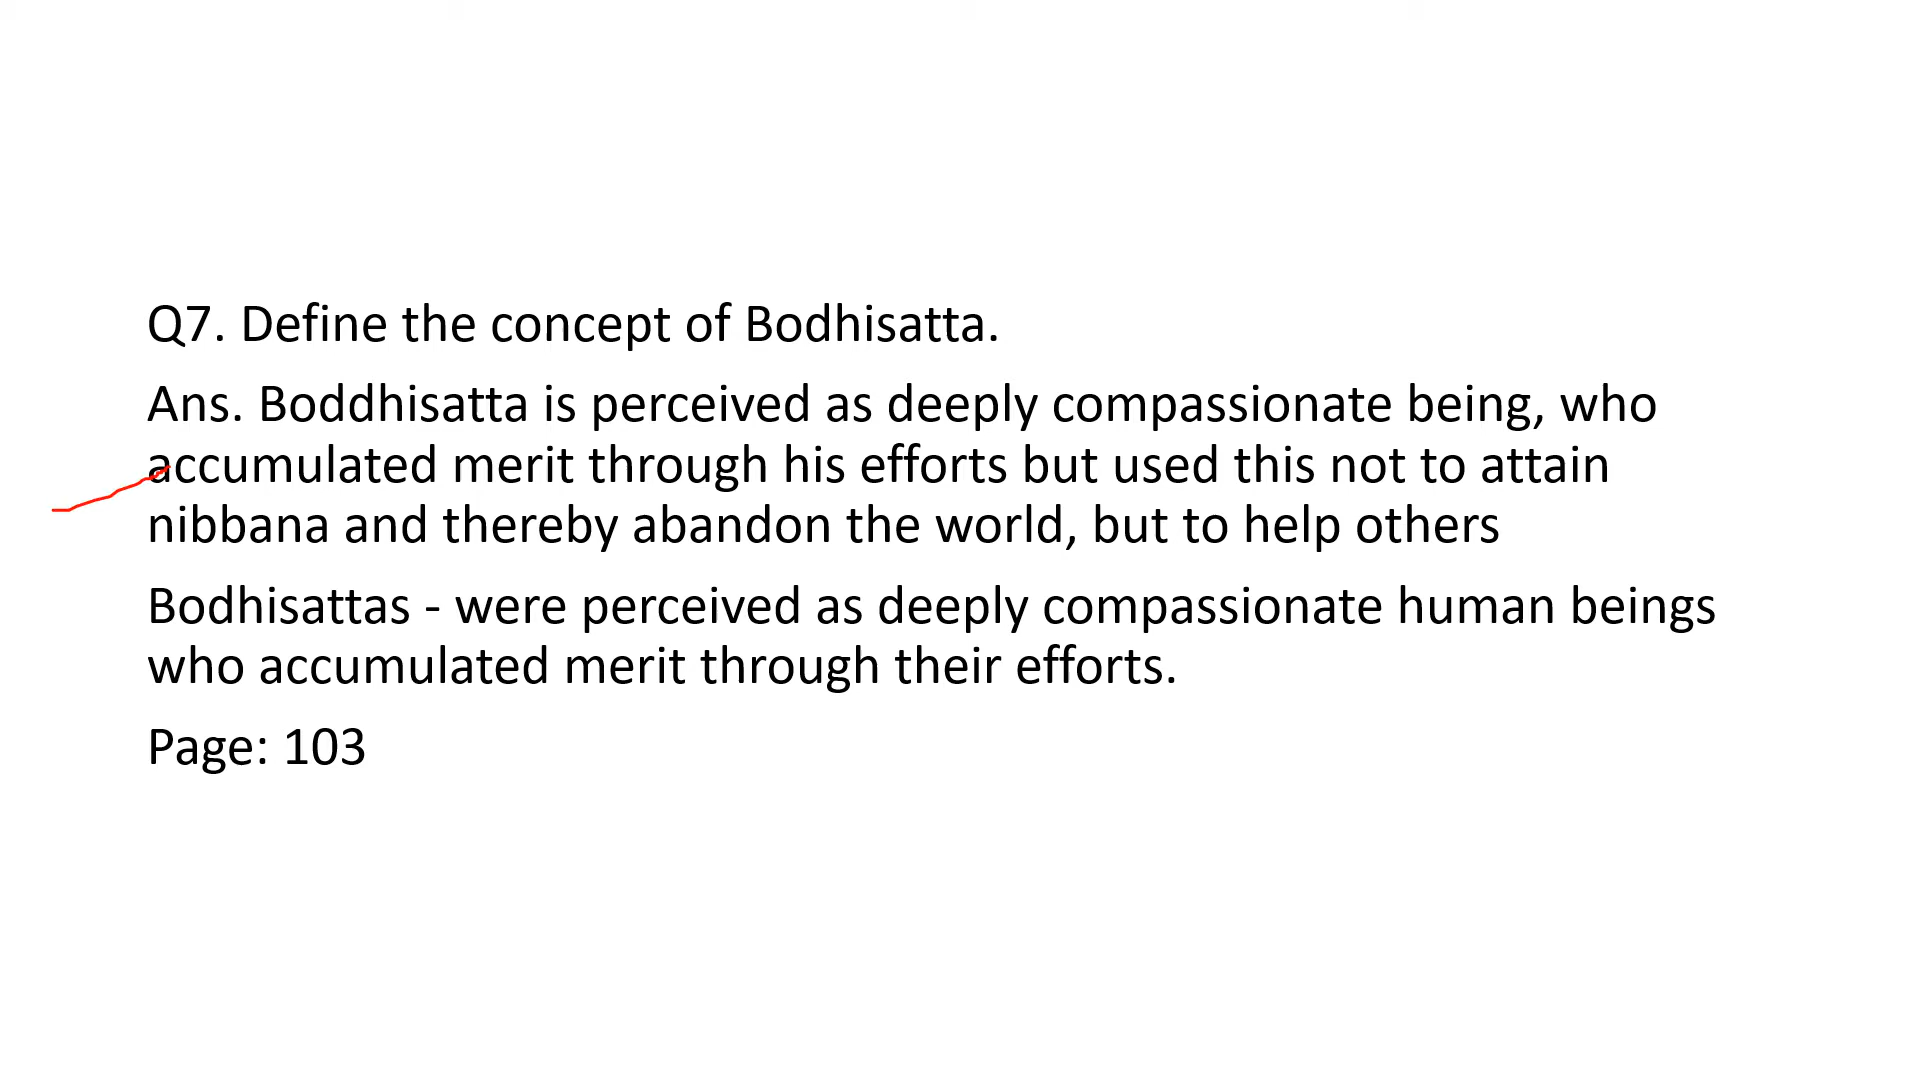 Q7. Define the concept of Bodhisatta.
Ans. Boddhisatta is perceived as deeply compassionate being, who
accumulated merit through his efforts but used this not to attain
nibbana and thereby abandon the world, but to help others
Bodhisattas - were perceived as deeply compassionate human beings
who accumulated merit through their efforts.
Page: 103